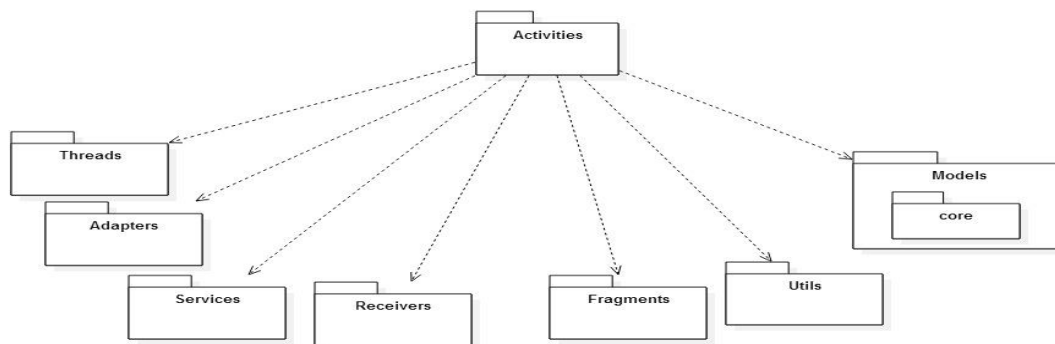 Activities
Threads
Models
core
Adapters
Services
Receivers
Fragments
Utils